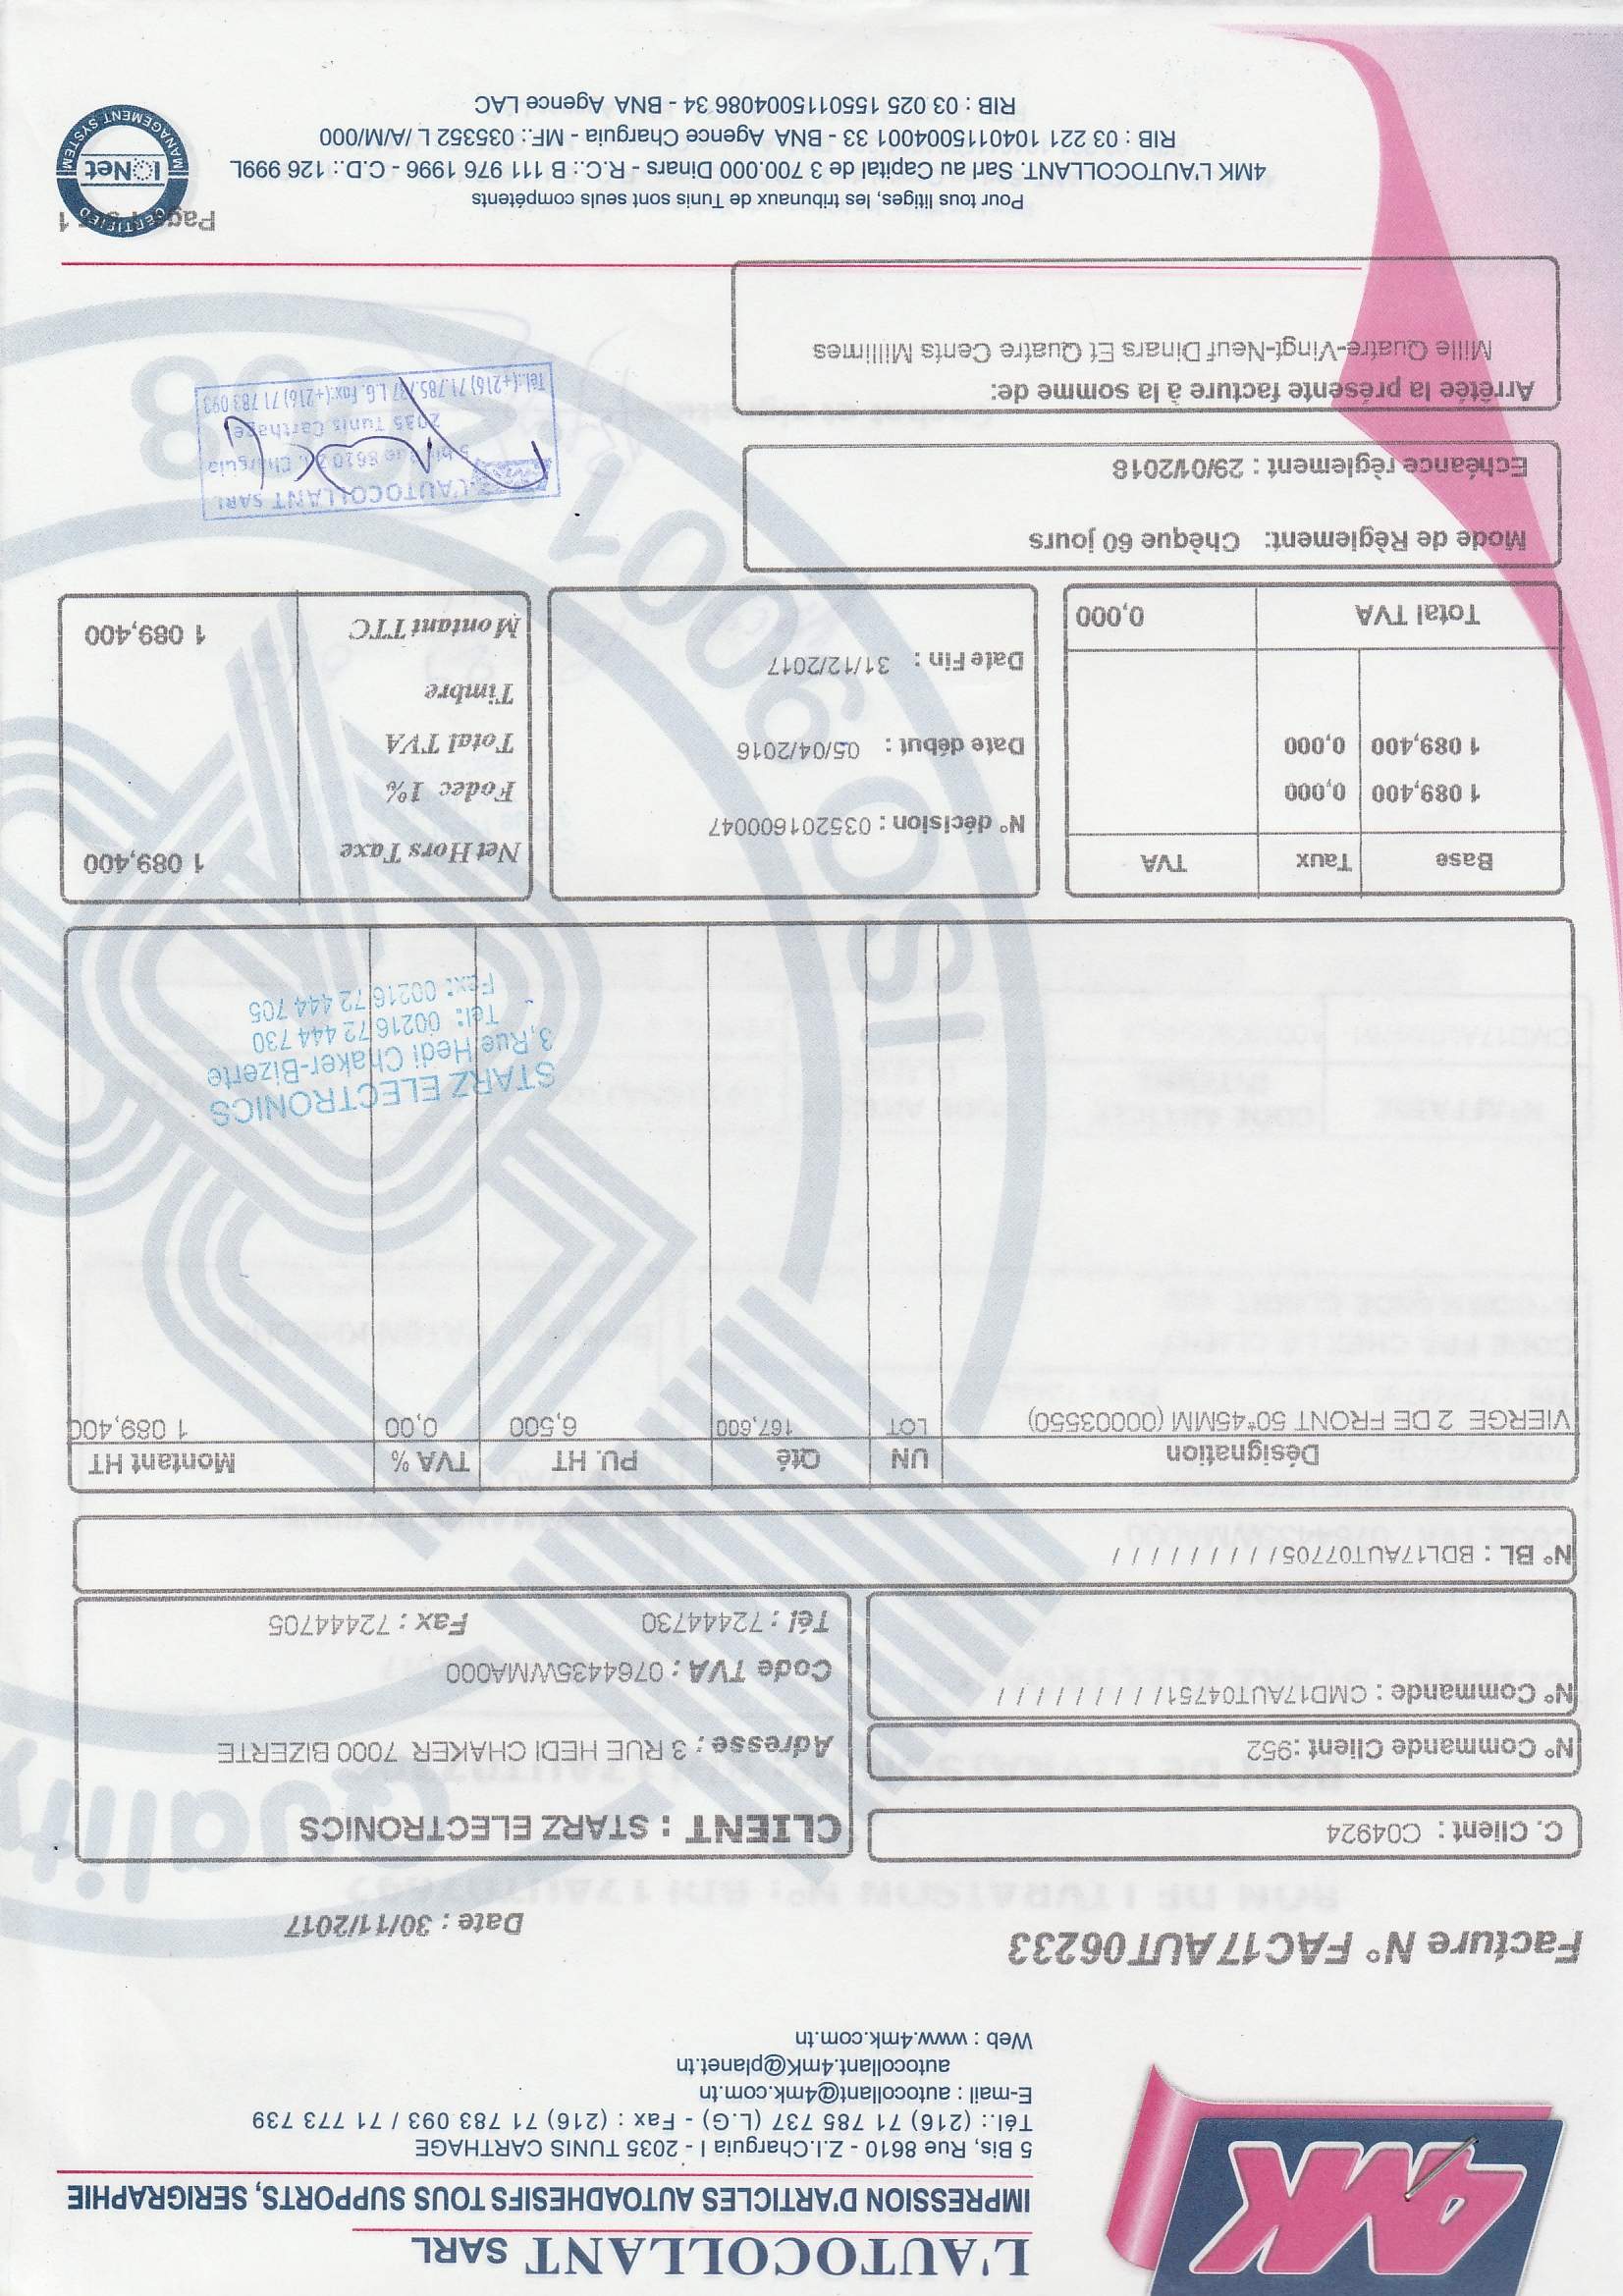 4MK
L'AUTOCOLLANT SARL
IMPRESSION D'ARTICLES AUTOADHESIFS TOUS SUPPORTS, SERIGRAPHIE
5 Bis, Rue 8610 - Z.I.Charguia I - 2035 TUNIS CARTHAGE
Tél.: (216) 71 785 737 (L.G) - Fax : (216) 71 783 093 / 71 773 739
E-mail : autocollant@4mk.com.tn
autocollant.4mK@planet.tn
Web : www.4mk.com.tn
Facture N° FAC17AUT06233
Date : 30/11/2017
C. Client : C04924
CLIENT : STARZ ELECTRONICS
N° Commande Client :952
Adresse : 3 RUE HEDI CHAKER 7000 BIZERTE
N° Commande : CMD17AUT04751/ / / / / / / / /
Code TVA : 0764435WMA000
Tél : 72444730 Fax : 72444705
N° BL : BDL17AUT07705/ / / / / / / / /
Désignation UN Qté PU. HT TVA % Montant HT
VIERGE 2 DE FRONT 50*45MM (00003550) LOT 167,600 6,500 0,00 1 089,400
STARZ ELECTRONICS
3,Rue Hedi Chaker-Bizerte
Tel: 00216 72 444 730
Fax: 00216 72 444 705
Base Taux TVA
1 089,400 0,000
1 089,400 0,000
Total TVA 0,000
N° décision : 035201600047
Date début : 05/04/2016
Date Fin : 31/12/2017
Net Hors Taxe 1 089,400
Fodec 1%
Total TVA
Timbre
Montant TTC 1 089,400
Mode de Règlement: Chèque 60 jours
Echéance règlement : 29/01/2018
Arrêtée la présente facture à la somme de:
Mille Quatre-Vingt-Neuf Dinars Et Quatre Cents Millimes
L'AUTOCOLLANT SARL
5 bis, Rue 8610 Z.I. Charguia
2035 Tunis Carthage
Tél.:(+216) 71.785.737 L.G. Fax:(+216) 71 783 093
ISO 9001
Quality
Page 1 sur 1
Pour tous litiges, les tribunaux de Tunis sont seuls compétents
4MK L'AUTOCOLLANT. Sarl au Capital de 3 700.000 Dinars - R.C.: B 111 976 1996 - C.D.: 126 999L
RIB : 03 221 1040115004001 33 - BNA Agence Charguia - MF.: 035352 L /A/M/000
RIB : 03 025 1550115004086 34 - BNA Agence LAC
CERTIFIED
IQNet
MANAGEMENT SYSTEM